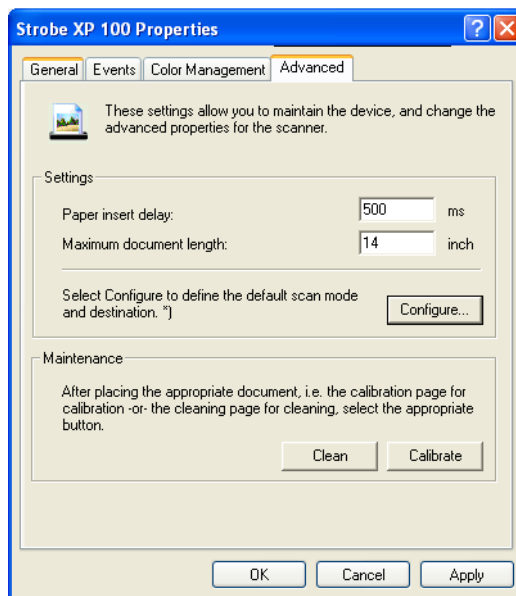 Strobe XP 100 Properties
General Events Color Management Advanced
These settings allow you to maintain the device, and change the
advanced properties for the scanner.
Settings
Paper insert delay: 500 ms
Maximum document length: 14 inch
Select Configure to define the default scan mode
and destination. *)
Configure...
Maintenance
After placing the appropriate document, i.e. the calibration page for
calibration -or- the cleaning page for cleaning, select the appropriate
button.
Clean Calibrate
OK Cancel Apply